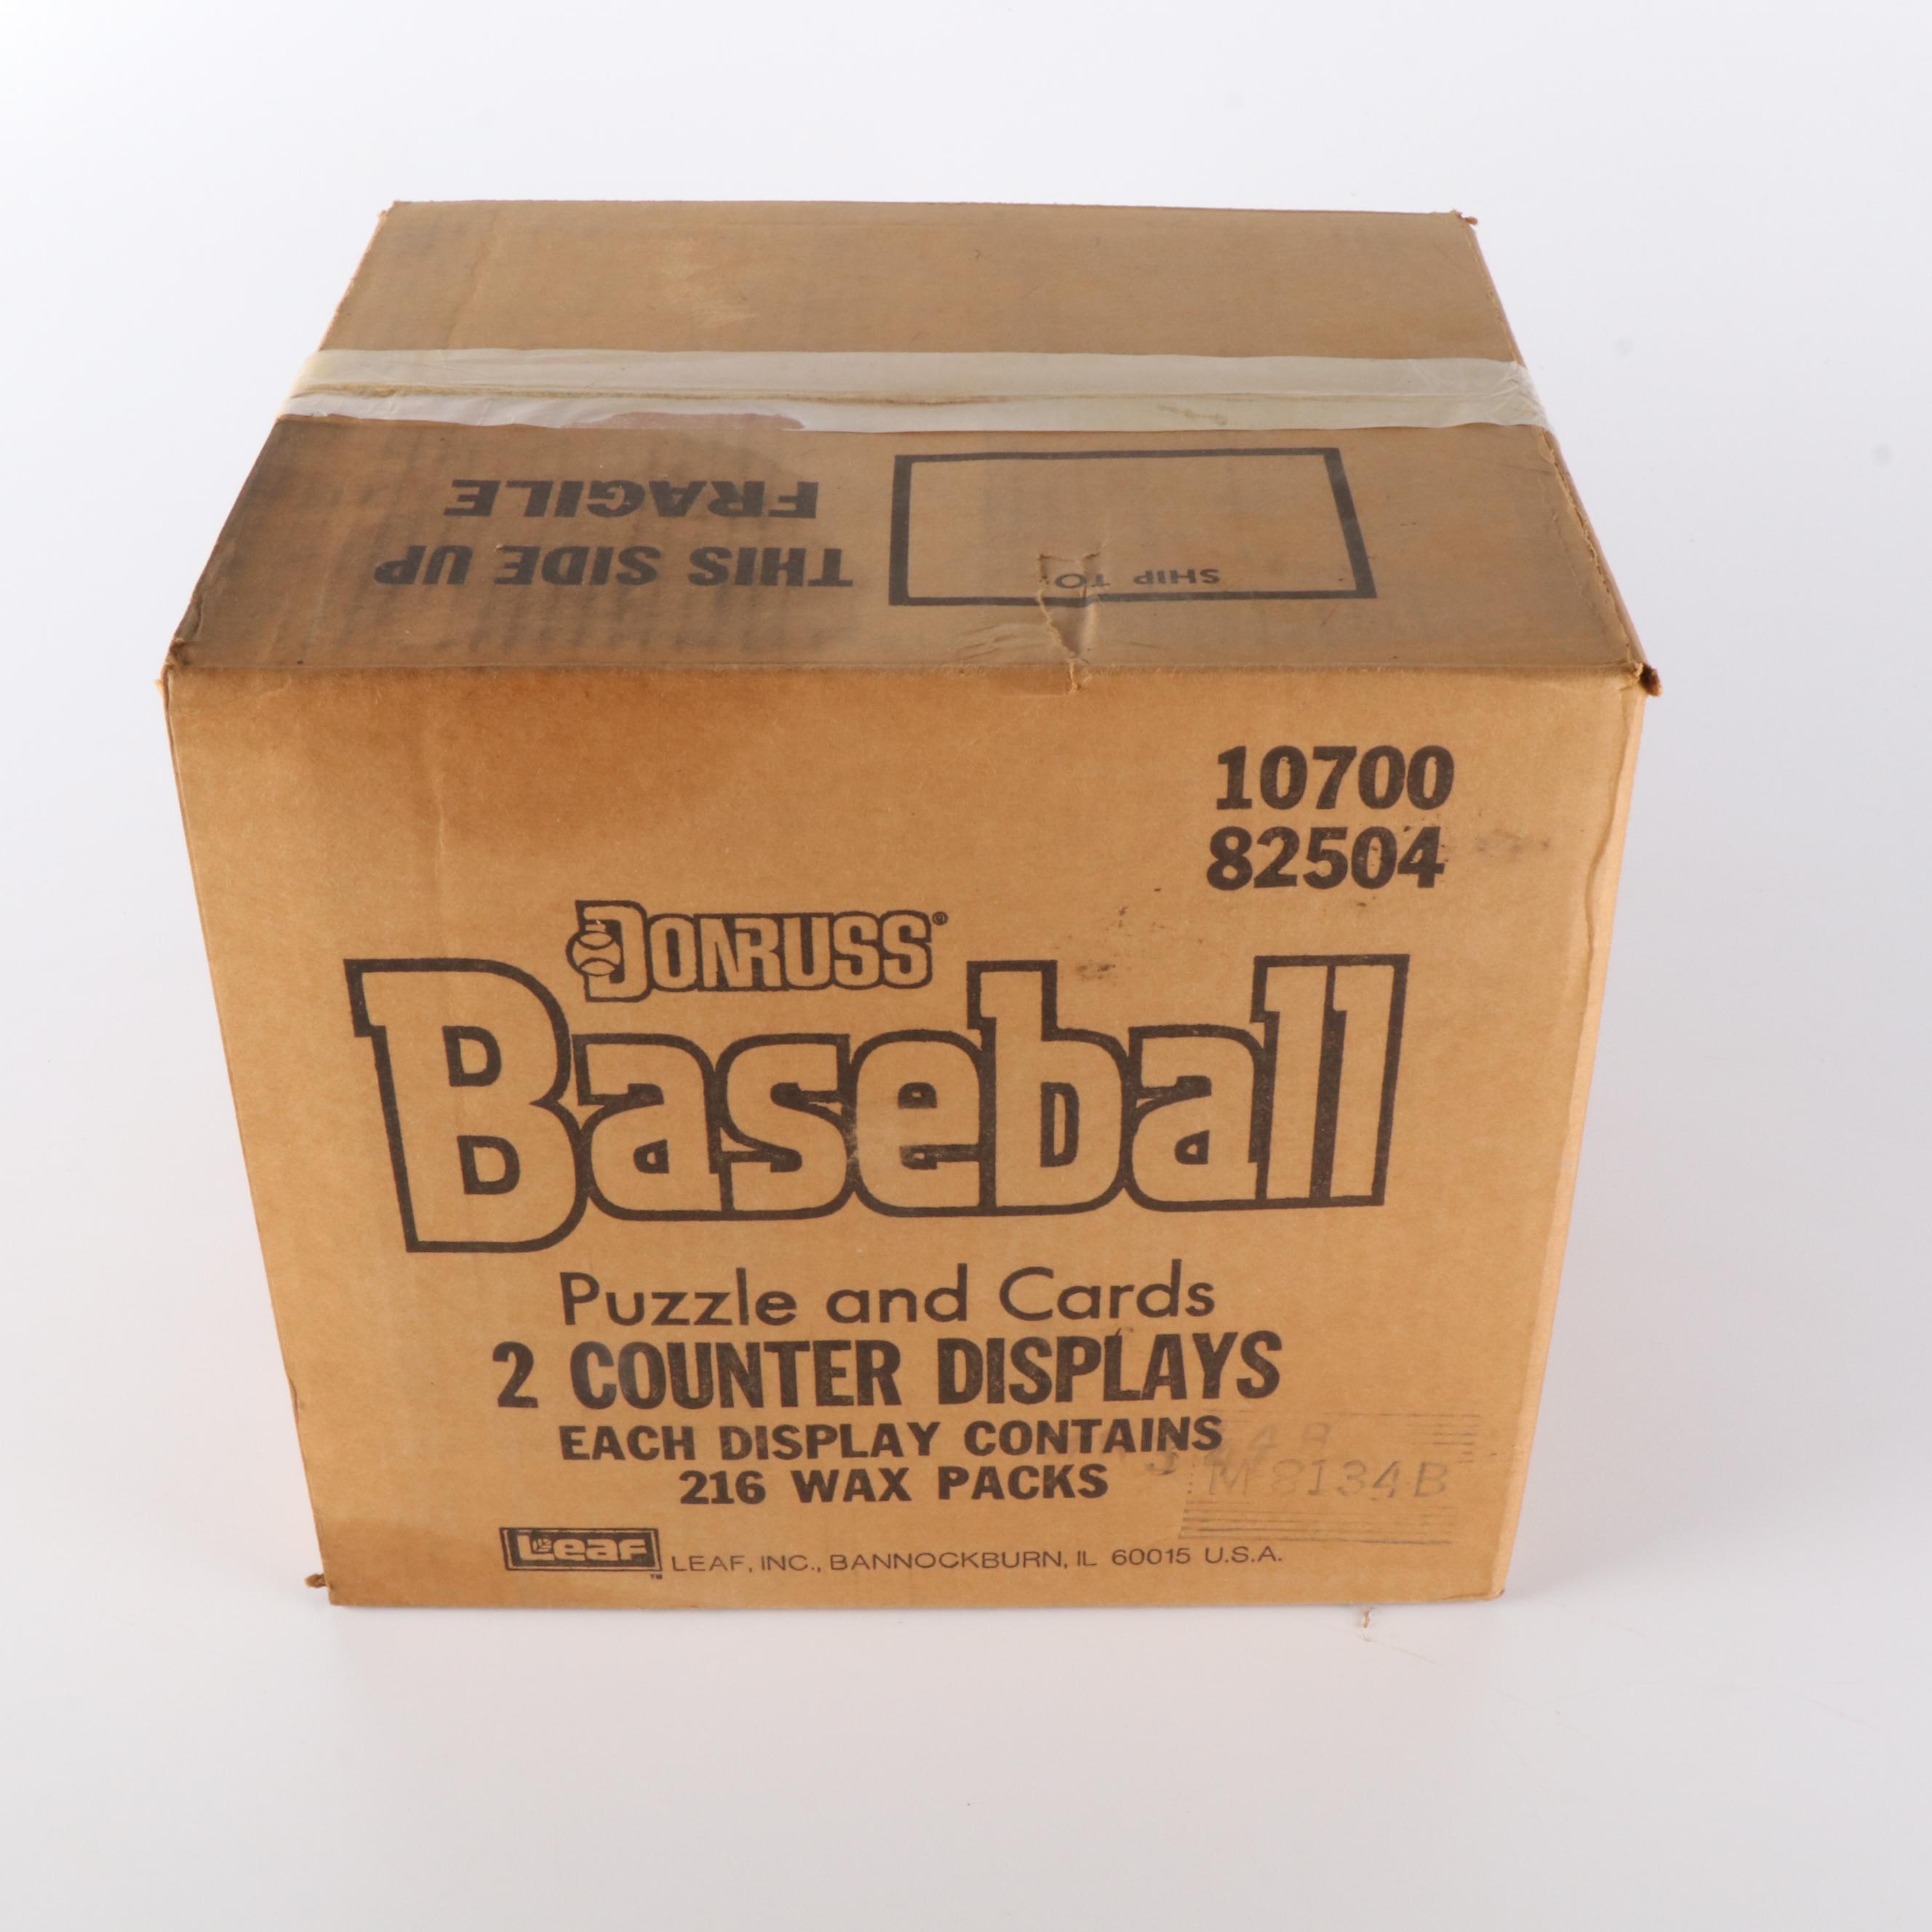 THIS SIDE UP
FRAGILE
SHIP TO:
10700
82504
DONRUSS®
Baseball
Puzzle and Cards
2 COUNTER DISPLAYS
EACH DISPLAY CONTAINS
216 WAX PACKS
M8134B
Leaf™ LEAF, INC., BANNOCKBURN, IL 60015 U.S.A.